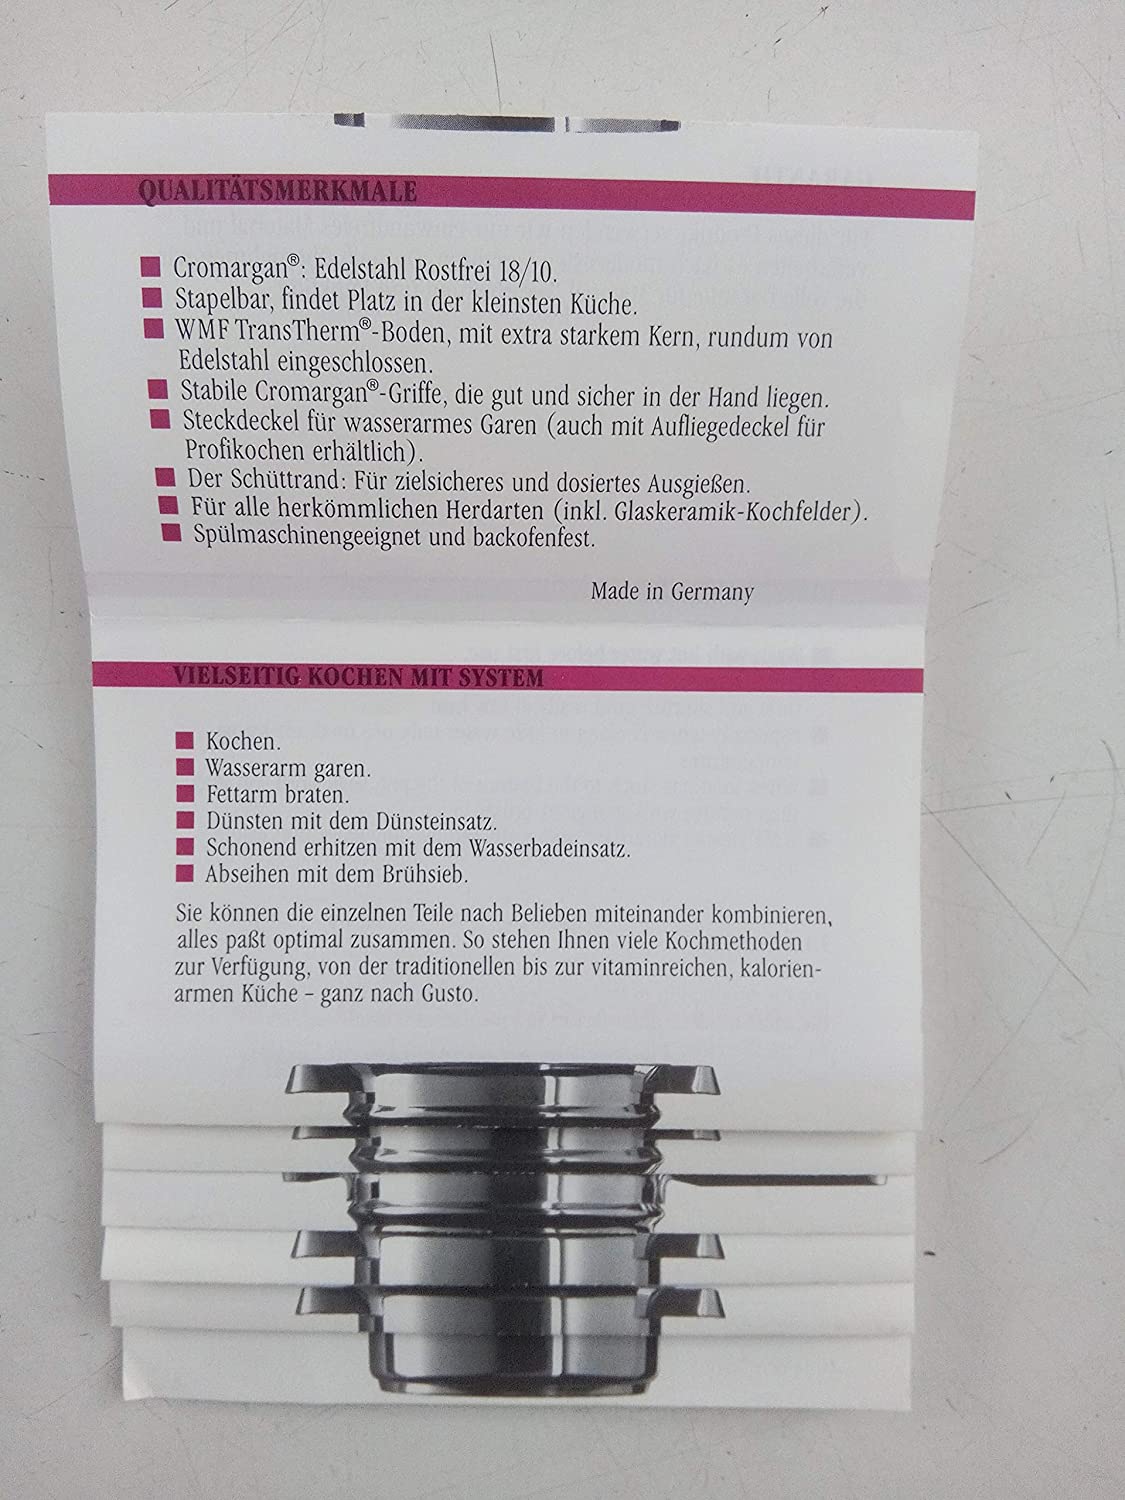 QUALITÄTSMERKMALE
■ Cromargan®: Edelstahl Rostfrei 18/10.
■ Stapelbar, findet Platz in der kleinsten Küche.
■ WMF TransTherm®-Boden, mit extra starkem Kern, rundum von
Edelstahl eingeschlossen.
■ Stabile Cromargan®-Griffe, die gut und sicher in der Hand liegen.
■ Steckdeckel für wasserarmes Garen (auch mit Aufliegedeckel für
Profikochen erhältlich).
■ Der Schüttrand: Für zielsicheres und dosiertes Ausgießen.
■ Für alle herkömmlichen Herdarten (inkl. Glaskeramik-Kochfelder).
■ Spülmaschinengeeignet und backofenfest.
Made in Germany
VIELSEITIG KOCHEN MIT SYSTEM
■ Kochen.
■ Wasserarm garen.
■ Fettarm braten.
■ Dünsten mit dem Dünsteinsatz.
■ Schonend erhitzen mit dem Wasserbadeinsatz.
■ Abseihen mit dem Brühsieb.
Sie können die einzelnen Teile nach Belieben miteinander kombinieren,
alles paßt optimal zusammen. So stehen Ihnen viele Kochmethoden
zur Verfügung, von der traditionellen bis zur vitaminreichen, kalorien-
armen Küche – ganz nach Gusto.